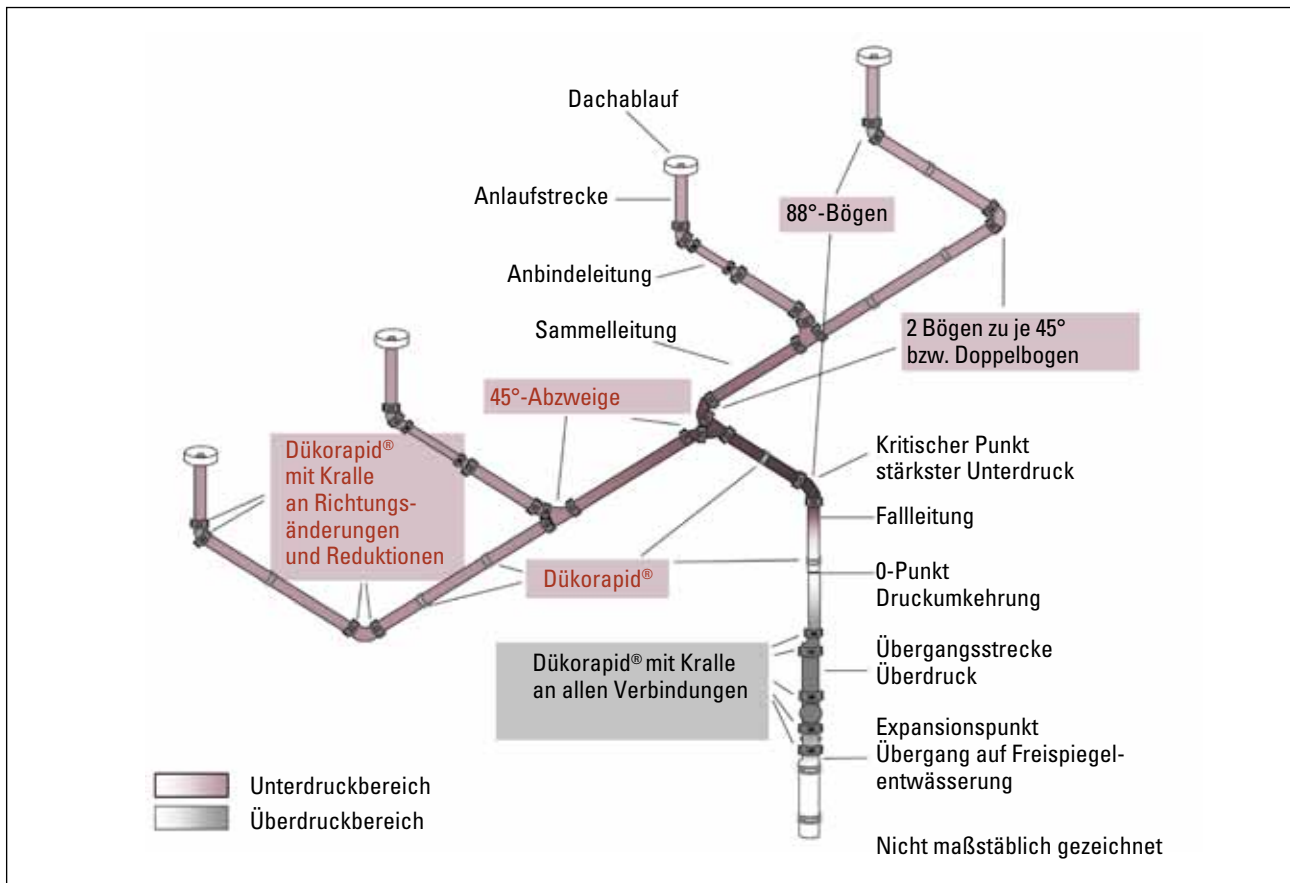 Dachablauf
Anlaufstrecke
88°-Bögen
Anbindeleitung
Sammelleitung
2 Bögen zu je 45°
bzw. Doppelbogen
45°-Abzweige
Dükorapid®
mit Kralle
an Richtungs-
änderungen
und Reduktionen
Kritischer Punkt
stärkster Unterdruck
Fallleitung
Dükorapid®
0-Punkt
Druckumkehrung
Dükorapid® mit Kralle
an allen Verbindungen
Übergangsstrecke
Überdruck
Expansionspunkt
Übergang auf Freispiegel-
entwässerung
Unterdruckbereich
Überdruckbereich
Nicht maßstäblich gezeichnet